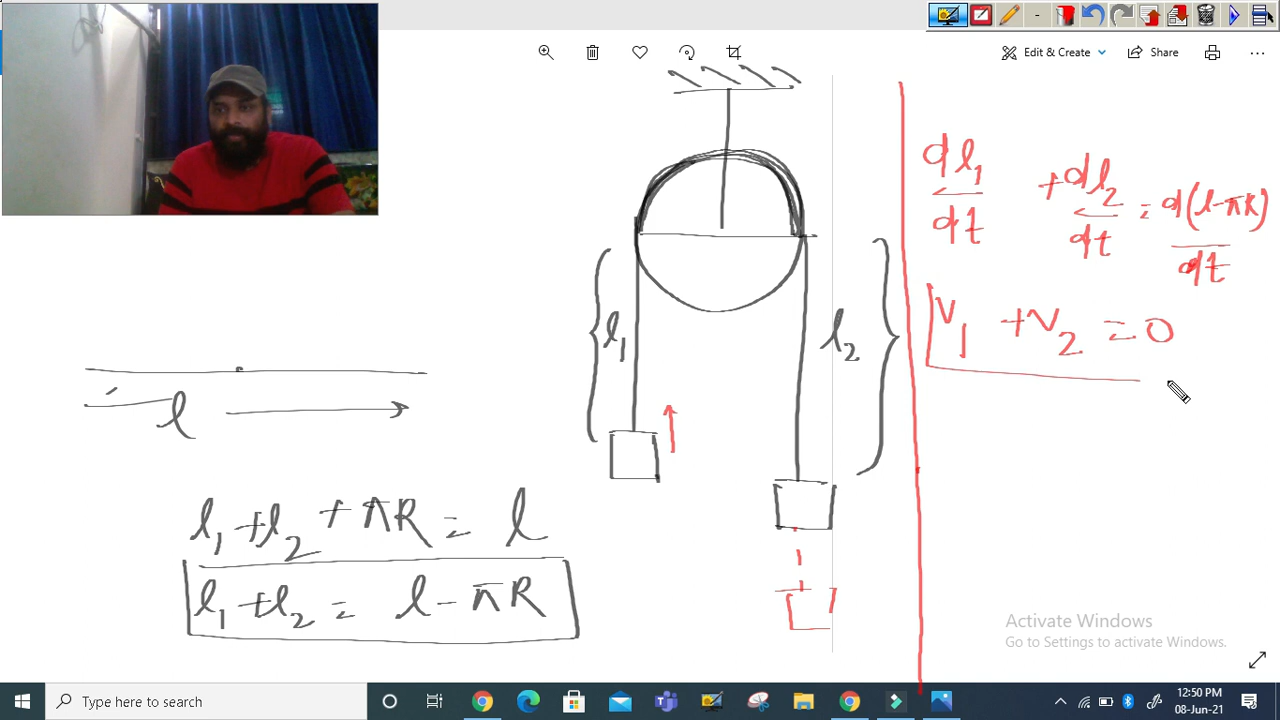 Edit & Create
Share
l₁
l₂
l
l₁ + l₂ + πR = l
l₁ + l₂ = l - πR
dl₁/dt + dl₂/dt = d(l-πR)/dt
V₁ + V₂ = 0
Activate Windows
Go to Settings to activate Windows.
Type here to search
12:50 PM
08-Jun-21